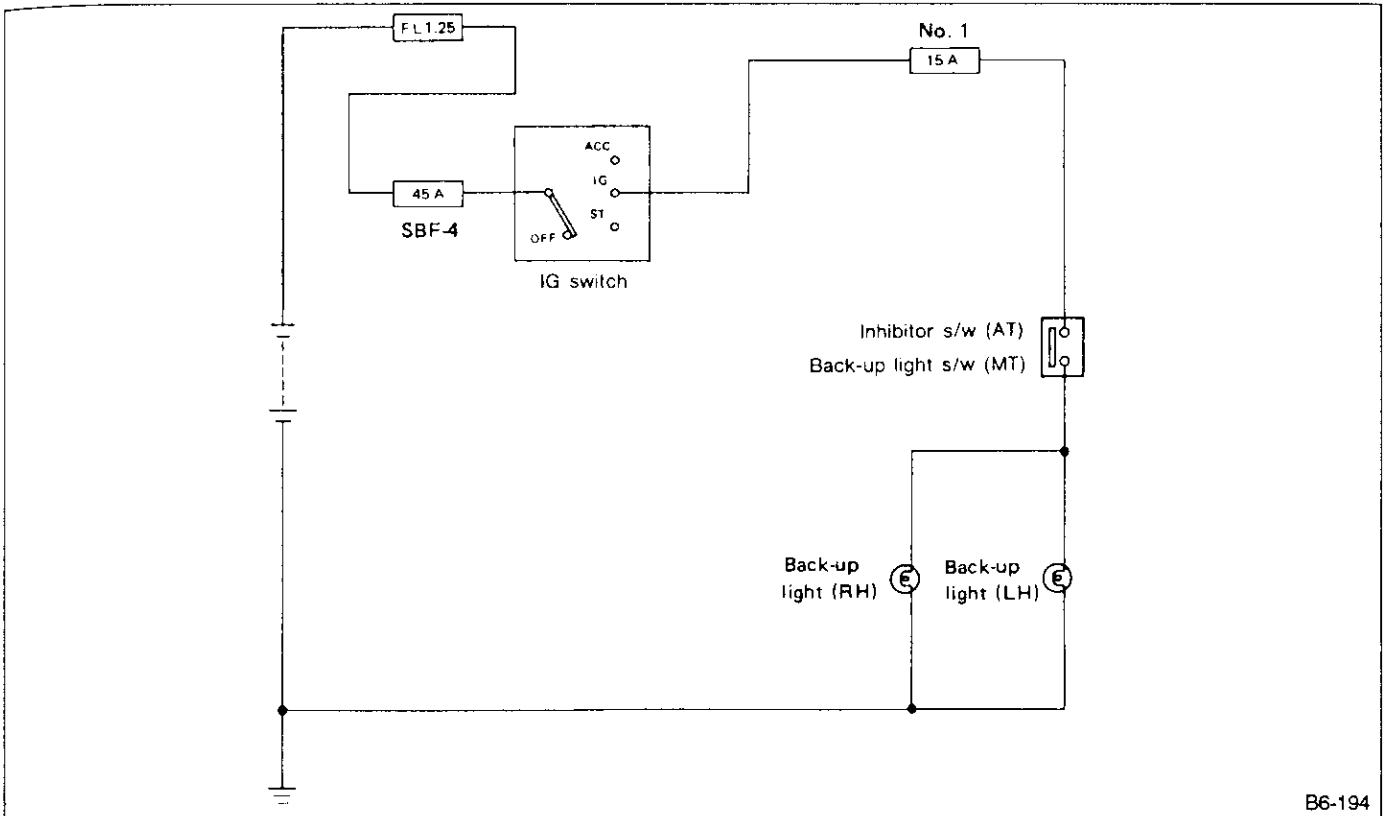 FL1.25
No. 1
15 A
ACC
IG
ST
OFF
45 A
SBF-4
IG switch
Inhibitor s/w (AT)
Back-up light s/w (MT)
Back-up
light (RH)
Back-up
light (LH)
B6-194